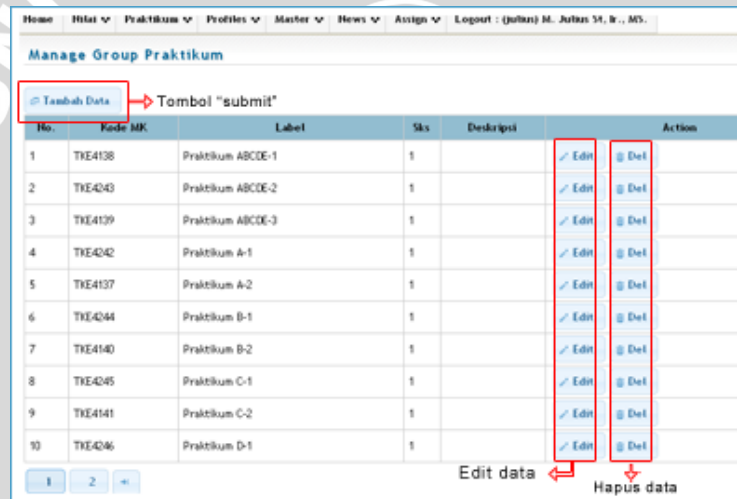 Home Nilai Praktikum Profiles Master News Assign Logout : (julius) M. Julius St, Ir., MS.
Manage Group Praktikum
Tambah Data Tombol "submit"
No. Kode MK Label Sks Deskripsi Action
1 TKE4138 Praktikum ABCDE-1 1 Edit Del
2 TKE4243 Praktikum ABCDE-2 1 Edit Del
3 TKE4139 Praktikum ABCDE-3 1 Edit Del
4 TKE4242 Praktikum A-1 1 Edit Del
5 TKE4137 Praktikum A-2 1 Edit Del
6 TKE4244 Praktikum B-1 1 Edit Del
7 TKE4140 Praktikum B-2 1 Edit Del
8 TKE4245 Praktikum C-1 1 Edit Del
9 TKE4141 Praktikum C-2 1 Edit Del
10 TKE4246 Praktikum D-1 1 Edit Del
1 2
Edit data
Hapus data